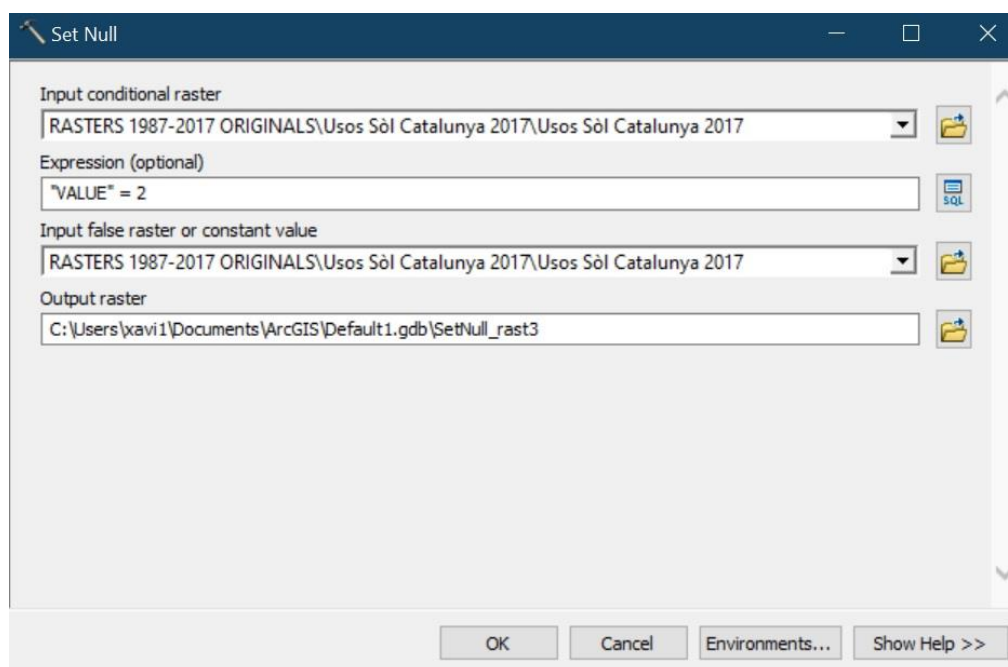 Set Null
Input conditional raster
RASTERS 1987-2017 ORIGINALS\Usos Sòl Catalunya 2017\Usos Sòl Catalunya 2017
Expression (optional)
"VALUE" = 2
SQL
Input false raster or constant value
RASTERS 1987-2017 ORIGINALS\Usos Sòl Catalunya 2017\Usos Sòl Catalunya 2017
Output raster
C:\Users\xavi1\Documents\ArcGIS\Default1.gdb\SetNull_rast3
OK Cancel Environments... Show Help >>